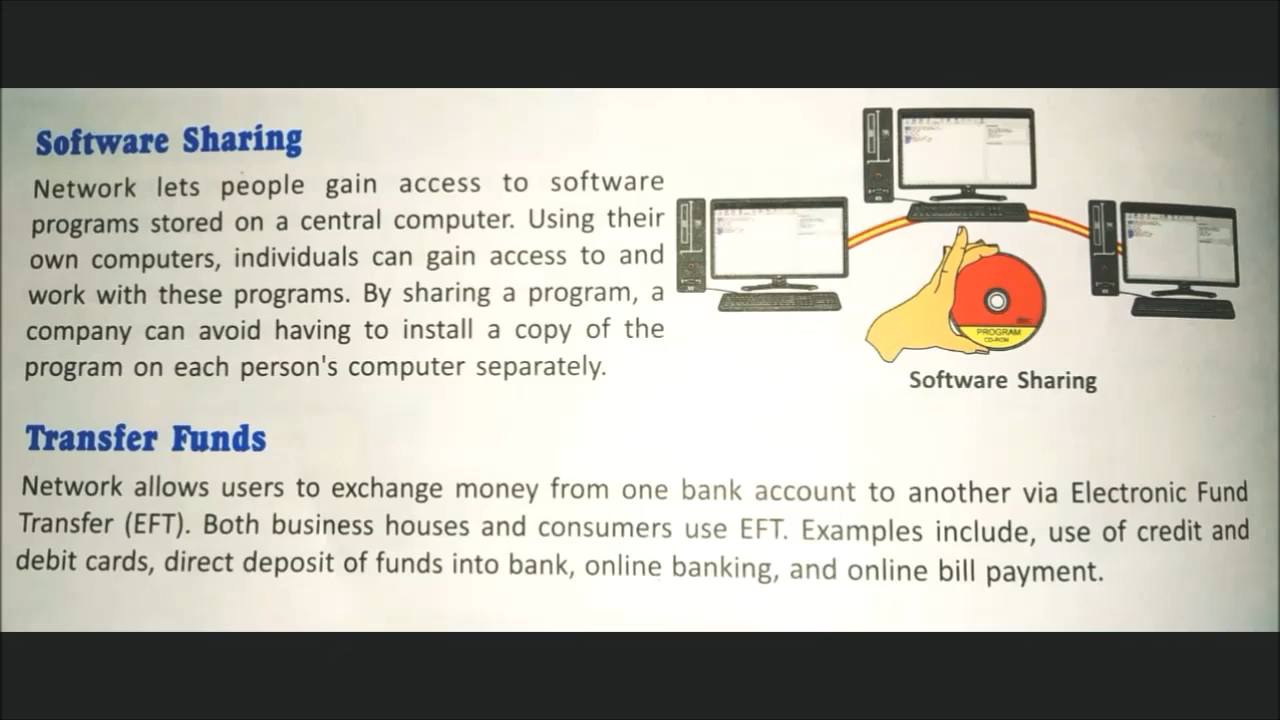 Software Sharing
Network lets people gain access to software
programs stored on a central computer. Using their
own computers, individuals can gain access to and
work with these programs. By sharing a program, a
company can avoid having to install a copy of the
program on each person's computer separately.
PROGRAM
CD-ROM
Software Sharing
Transfer Funds
Network allows users to exchange money from one bank account to another via Electronic Fund
Transfer (EFT). Both business houses and consumers use EFT. Examples include, use of credit and
debit cards, direct deposit of funds into bank, online banking, and online bill payment.